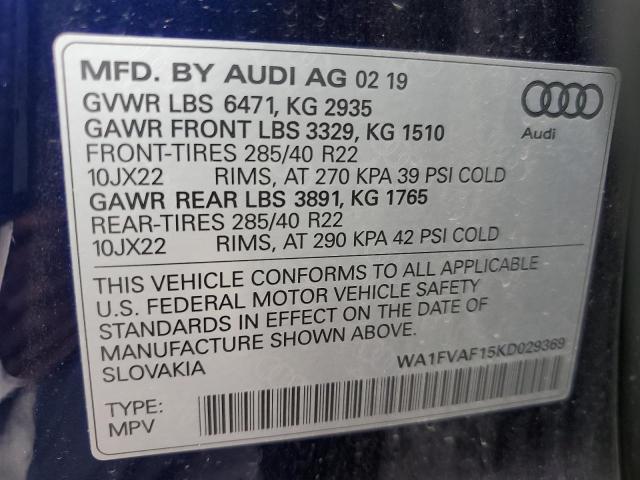 MFD. BY AUDI AG 02 19
GVWR LBS 6471, KG 2935
GAWR FRONT LBS 3329, KG 1510
FRONT-TIRES 285/40 R22
10JX22 RIMS, AT 270 KPA 39 PSI COLD
GAWR REAR LBS 3891, KG 1765
REAR-TIRES 285/40 R22
10JX22 RIMS, AT 290 KPA 42 PSI COLD
Audi
THIS VEHICLE CONFORMS TO ALL APPLICABLE
U.S. FEDERAL MOTOR VEHICLE SAFETY
STANDARDS IN EFFECT ON THE DATE OF
MANUFACTURE SHOWN ABOVE.
SLOVAKIA
WA1FVAF15KD029369
TYPE:
MPV